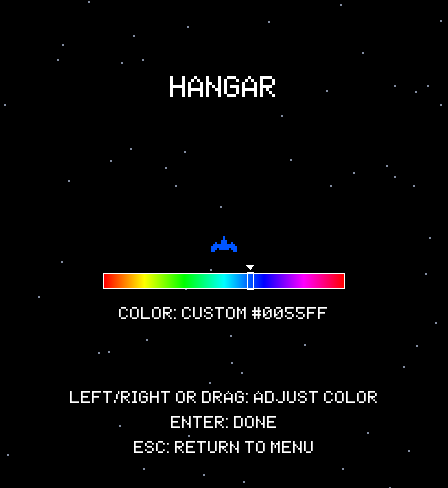 HANGAR
COLOR: CUSTOM #0055FF
LEFT/RIGHT OR DRAG: ADJUST COLOR
ENTER: DONE
ESC: RETURN TO MENU